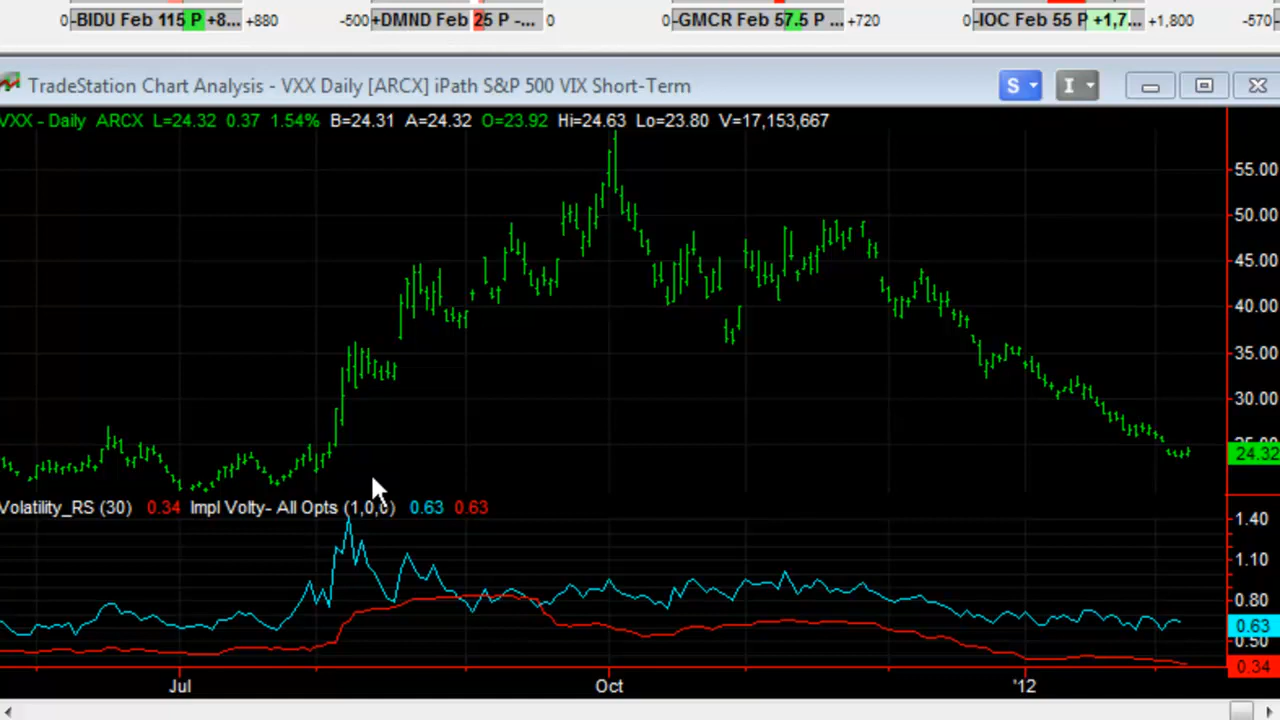 0 -BIDU Feb 115 P +8... +880 -500 +DMND Feb 25 P -... 0 0 -GMCR Feb 57.5 P ... +720 0 -IOC Feb 55 P +1,7... +1,800 -570
TradeStation Chart Analysis - VXX Daily [ARCX] iPath S&P 500 VIX Short-Term S I
VXX - Daily ARCX L=24.32 0.37 1.54% B=24.31 A=24.32 O=23.92 Hi=24.63 Lo=23.80 V=17,153,667
55.00
50.00
45.00
40.00
35.00
30.00
25.00
24.32
Volatility_RS (30) 0.34 Impl Volty- All Opts (1,0,0) 0.63 0.63
1.40
1.10
0.80
0.63
0.50
0.34
Jul Oct '12